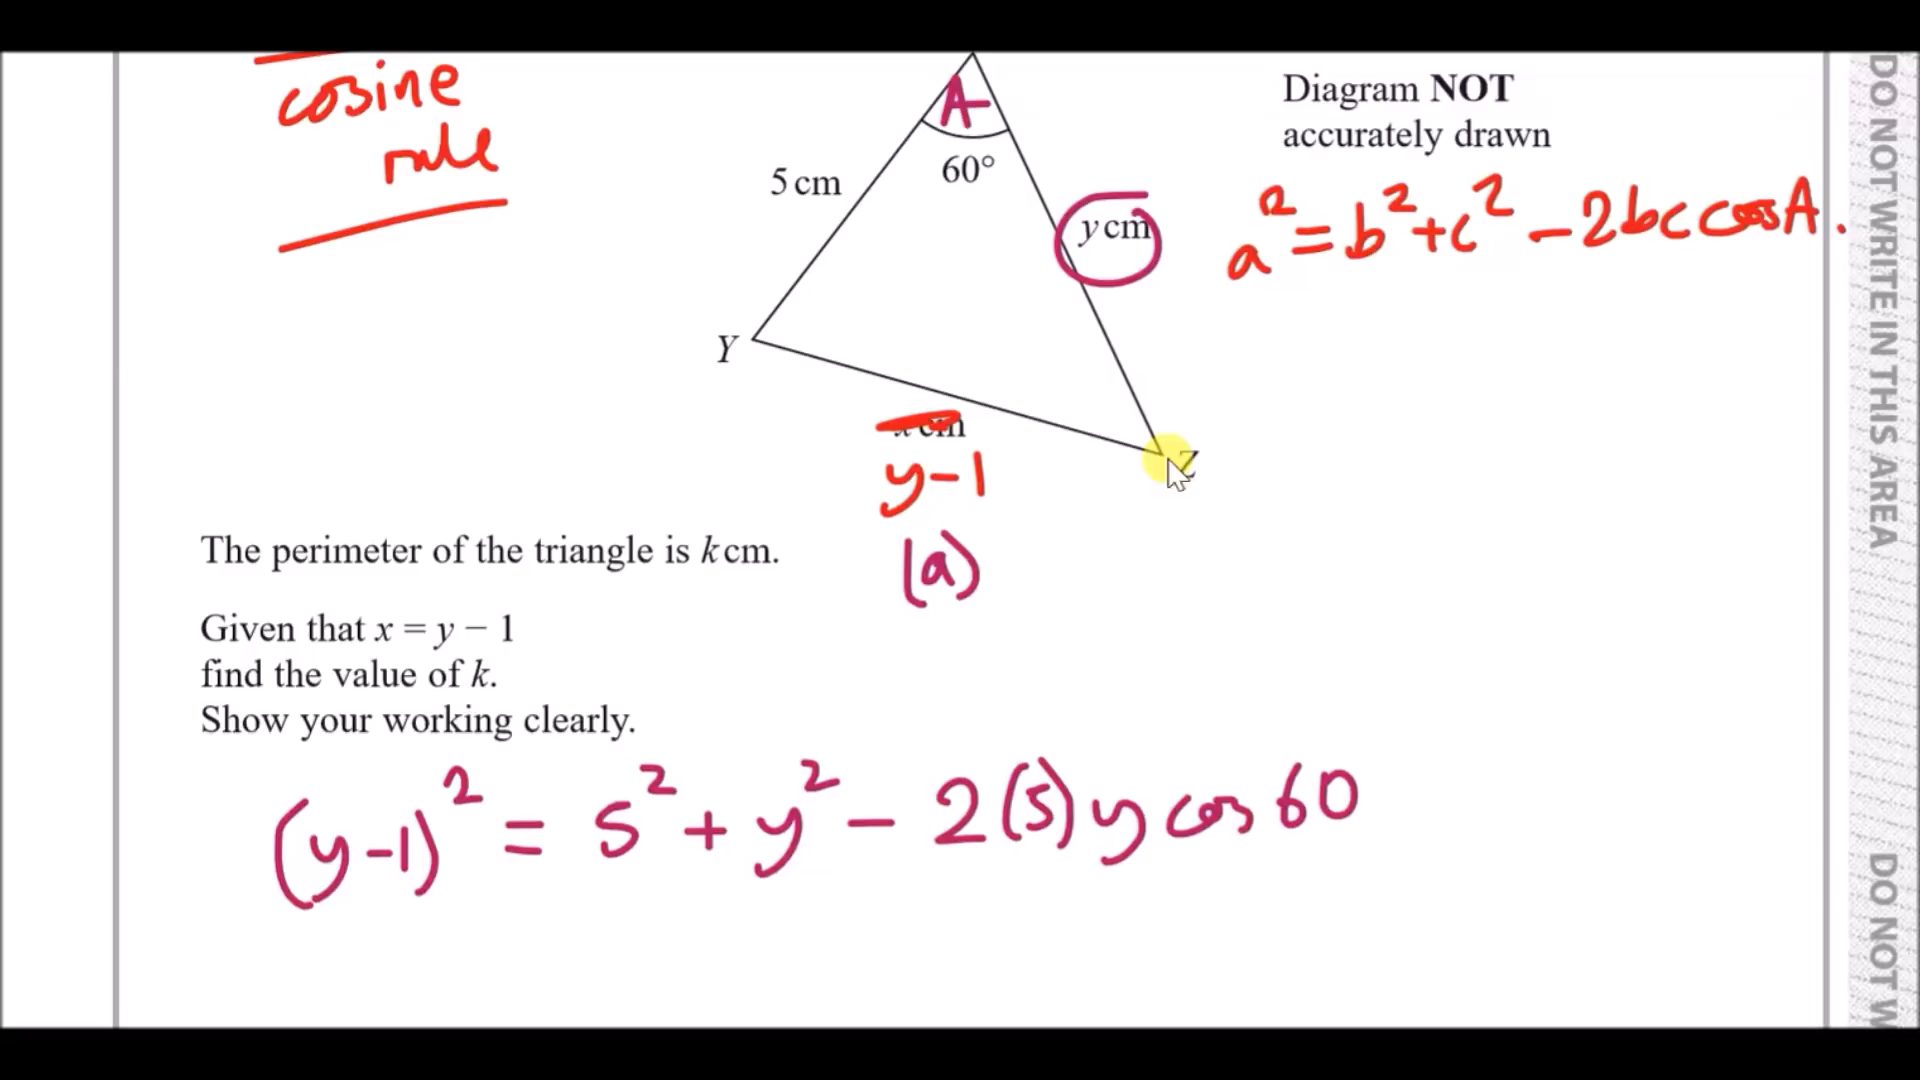 cosine
rule
A
60°
5 cm
y cm
Diagram NOT
accurately drawn
a² = b² + c² - 2bc cosA.
Y
x cm
Z
y-1
(a)
The perimeter of the triangle is k cm.
Given that x = y − 1
find the value of k.
Show your working clearly.
(y-1)² = 5² + y² - 2(5)y cos 60
DO NOT WRITE IN THIS AREA
DO NOT W